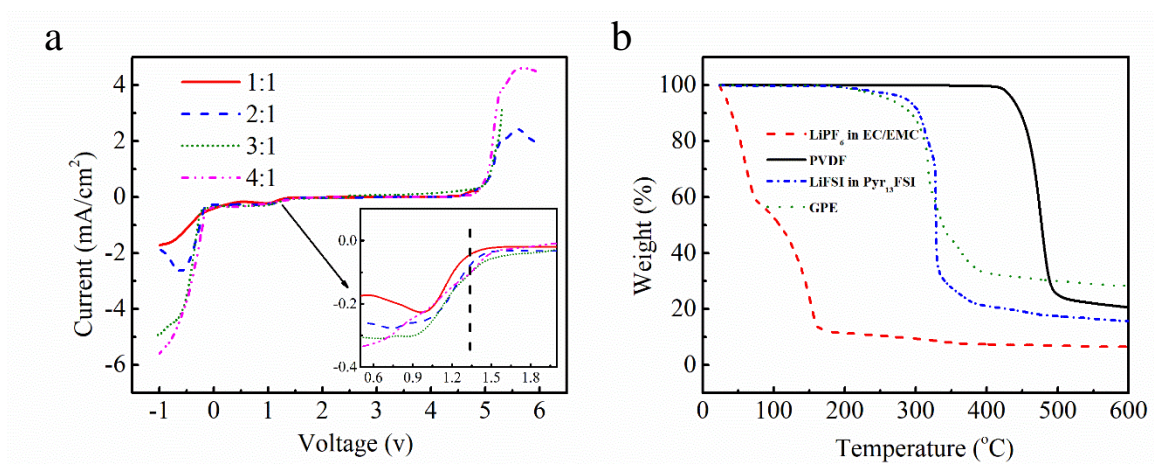 a
Current (mA/cm²)
4
2
0
-2
-4
-6
1:1
2:1
3:1
4:1
0.0
-0.2
-0.4
0.6 0.9 1.2 1.5 1.8
-1 0 1 2 3 4 5 6
Voltage (v)
b
Weight (%)
100
80
60
40
20
0
LiPF₆ in EC/EMC
PVDF
LiFSI in Pyr₁₃FSI
GPE
0 100 200 300 400 500 600
Temperature (°C)